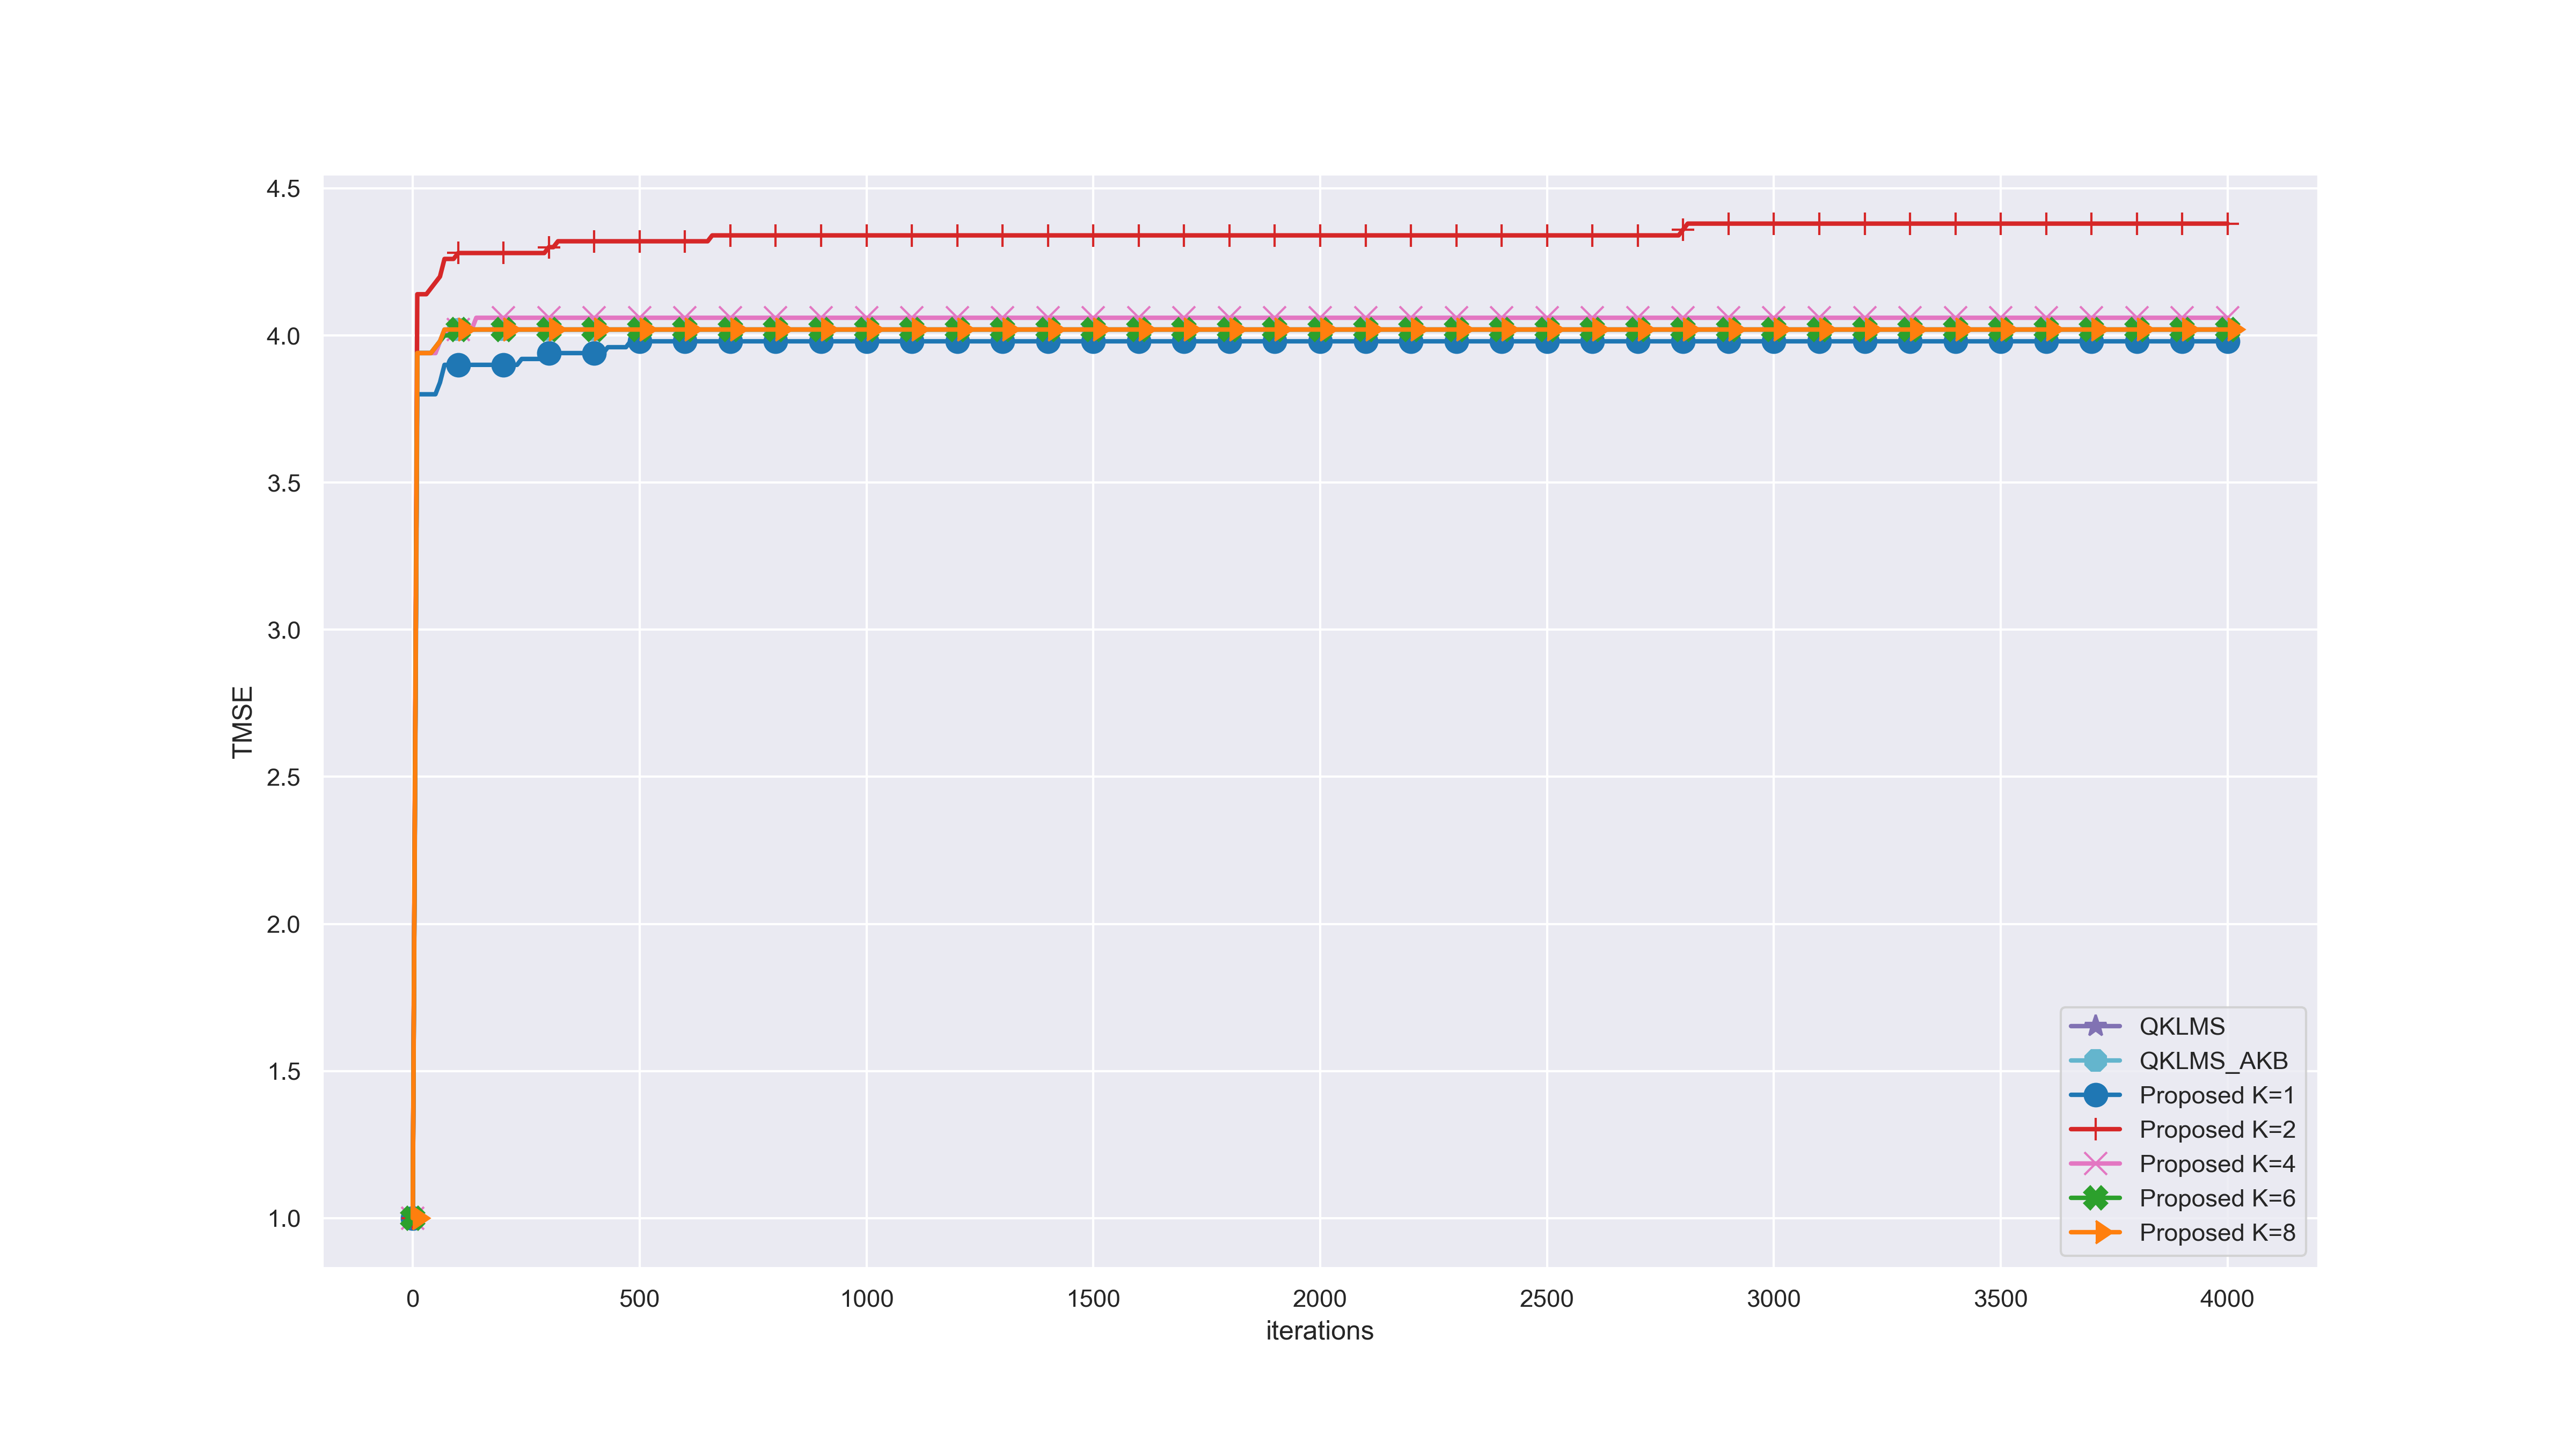 4.5
4.0
3.5
3.0
2.5
2.0
1.5
1.0
TMSE
0 500 1000 1500 2000 2500 3000 3500 4000
iterations
QKLMS
QKLMS_AKB
Proposed K=1
Proposed K=2
Proposed K=4
Proposed K=6
Proposed K=8